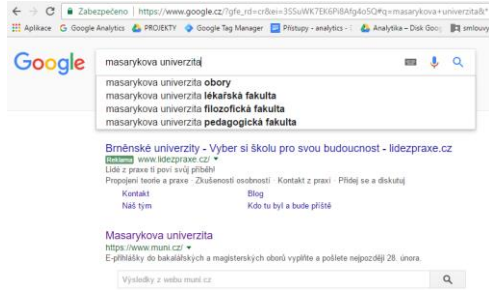 Zabezpečeno | https://www.google.cz/?gfe_rd=cr&ei=3SSuWK7EK6Pi8Afg4o5Q#q=masarykova+univerzita&*
Aplikace Google Analytics PROJEKTY Google Tag Manager Přístupy - analytics - Analytika – Disk Goo smlouvy
Google masarykova univerzita
masarykova univerzita obory
masarykova univerzita lékařská fakulta
masarykova univerzita filozofická fakulta
masarykova univerzita pedagogická fakulta
Brněnské univerzity - Vyber si školu pro svou budoucnost - lidezpraxe.cz
Reklama www.lidezpraxe.cz/
Lidé z praxe ti poví svůj příběh!
Propojení teorie a praxe · Zkušenosti osobností · Kontakt z praxí · Přidej se a diskutuj
Kontakt Blog
Náš tým Kdo tu byl a bude příště
Masarykova univerzita
https://www.muni.cz/
E-přihlášky do bakalářských a magisterských oborů vyplňte a pošlete nejpozději 28. února.
Výsledky z webu muni.cz